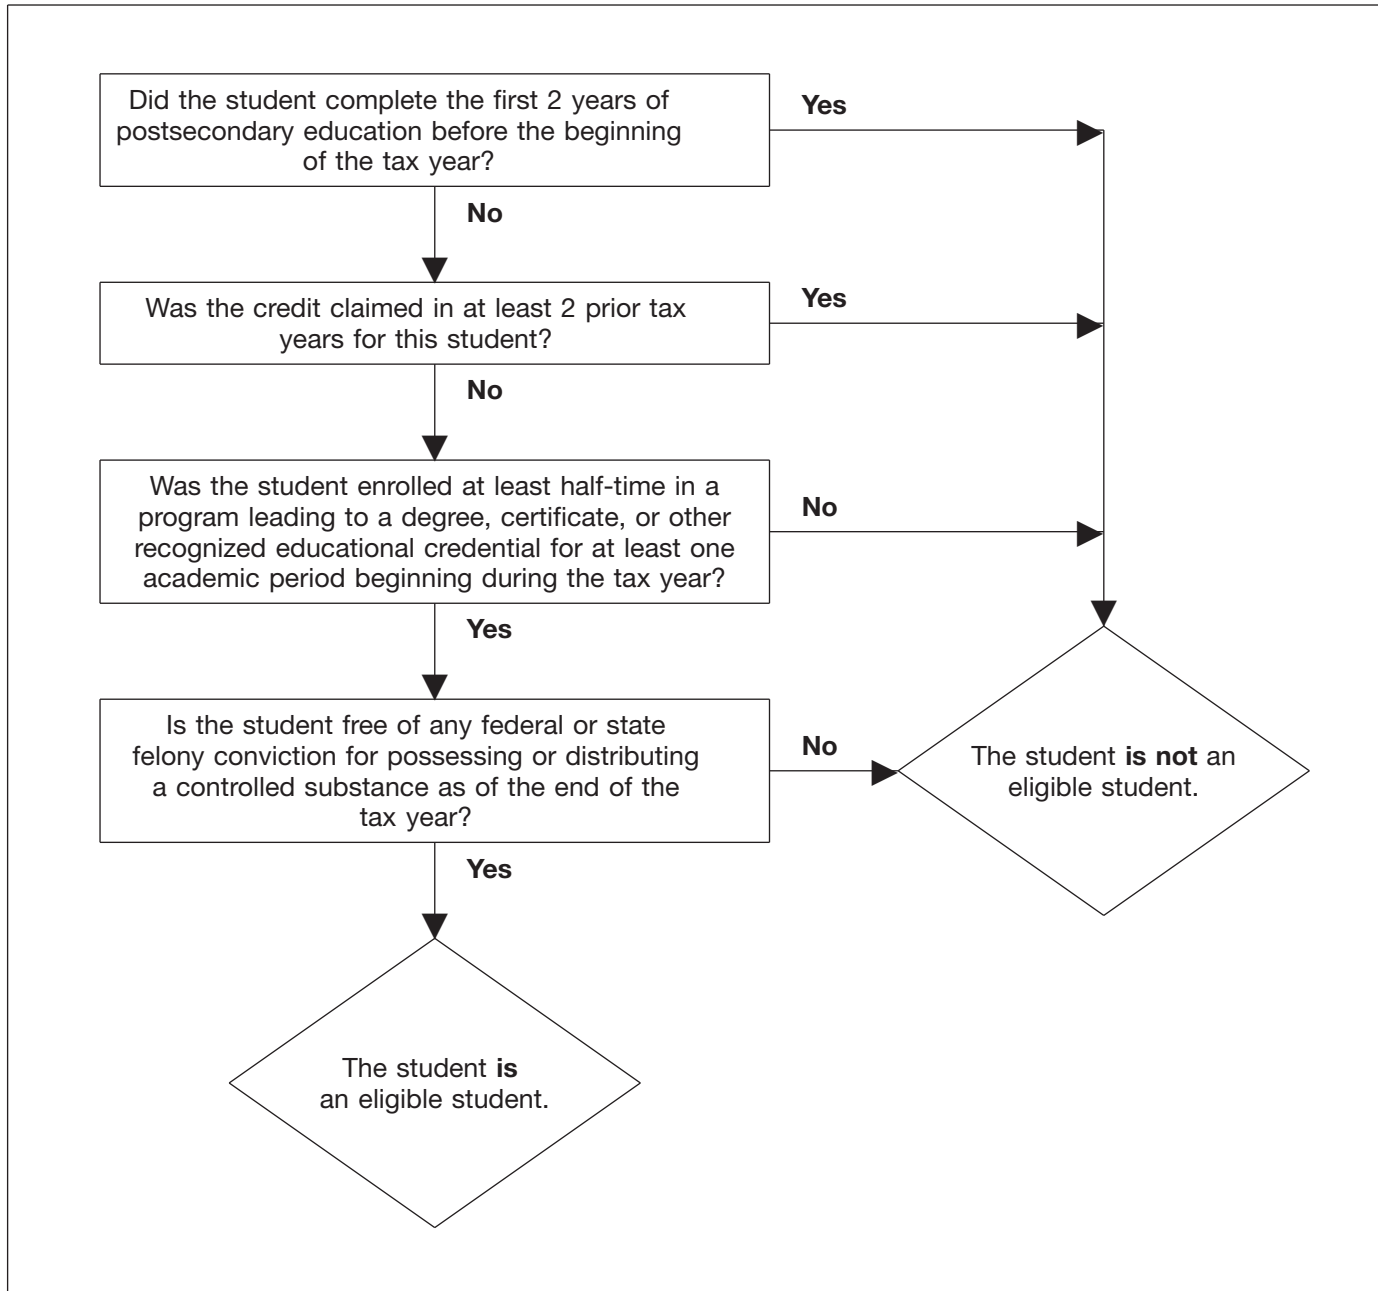 Did the student complete the first 2 years of
postsecondary education before the beginning
of the tax year?
Yes
No
Was the credit claimed in at least 2 prior tax
years for this student?
Yes
No
Was the student enrolled at least half-time in a
program leading to a degree, certificate, or other
recognized educational credential for at least one
academic period beginning during the tax year?
No
Yes
Is the student free of any federal or state
felony conviction for possessing or distributing
a controlled substance as of the end of the
tax year?
No
The student is not an
eligible student.
Yes
The student is
an eligible student.